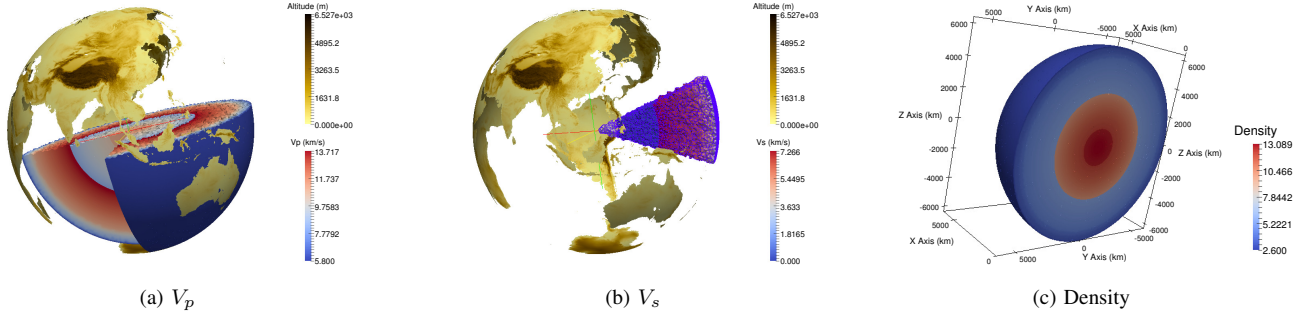 Altitude (m)
6.527e+03
4895.2
3263.5
1631.8
0.000e+00
Vp (km/s)
13.717
11.738
9.7583
7.7792
5.800
(a) Vp
Altitude (m)
6.527e+03
4895.2
3263.5
1631.8
0.000e+00
Vs (km/s)
7.266
5.4495
3.633
1.8165
0.000
(b) Vs
Y Axis (km)
5000
0
-5000
X Axis (km)
5000
0
6000
4000
2000
0
-2000
-4000
-6000
Z Axis (km)
6000
4000
2000
0
-2000
-4000
-6000
Z Axis (km)
X Axis (km)
5000
0
Y Axis (km)
5000
0
-5000
Density
13.089
10.466
7.8442
5.2221
2.600
(c) Density